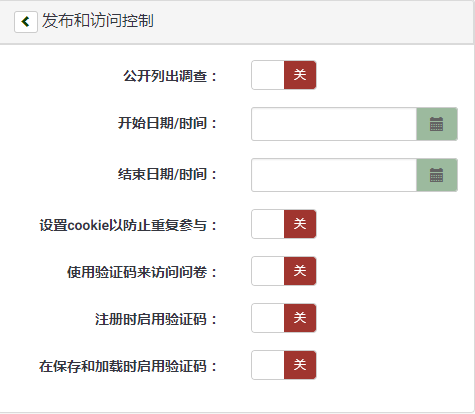 发布和访问控制
公开列出调查： 关
开始日期/时间：
结束日期/时间：
设置cookie以防止重复参与： 关
使用验证码来访问问卷： 关
注册时启用验证码： 关
在保存和加载时启用验证码： 关